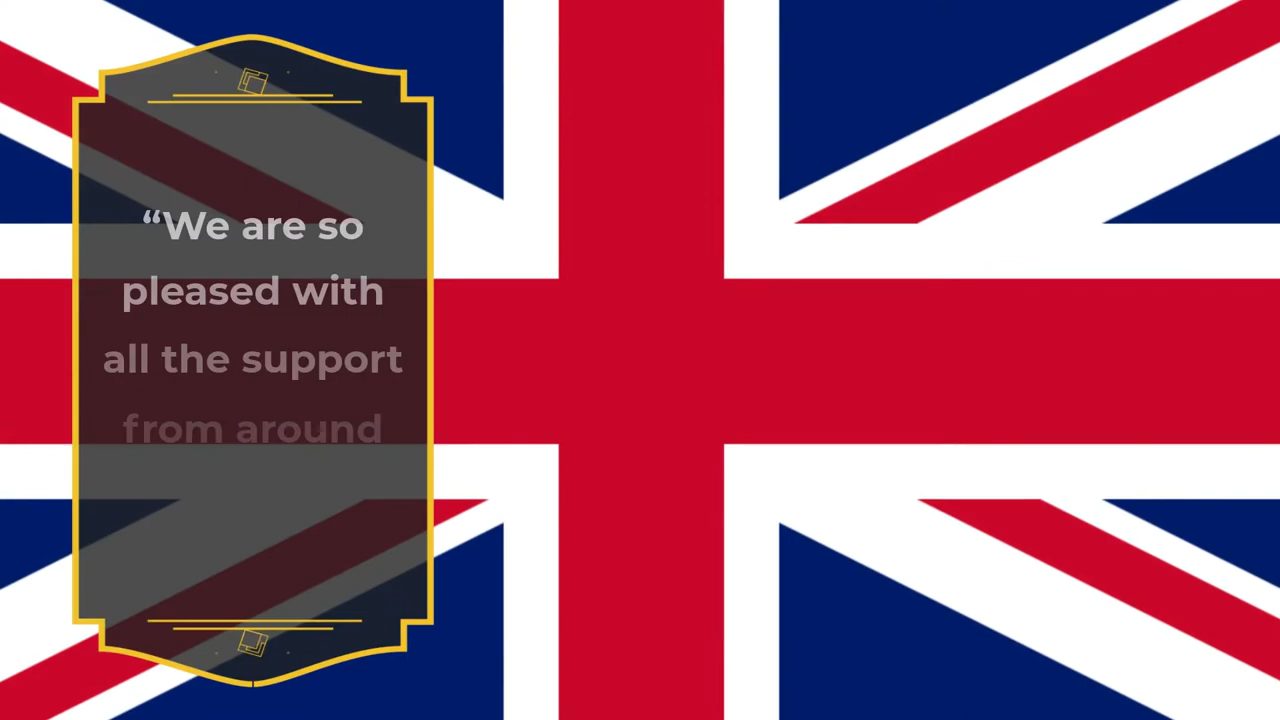 “We are so
pleased with
all the support
from around